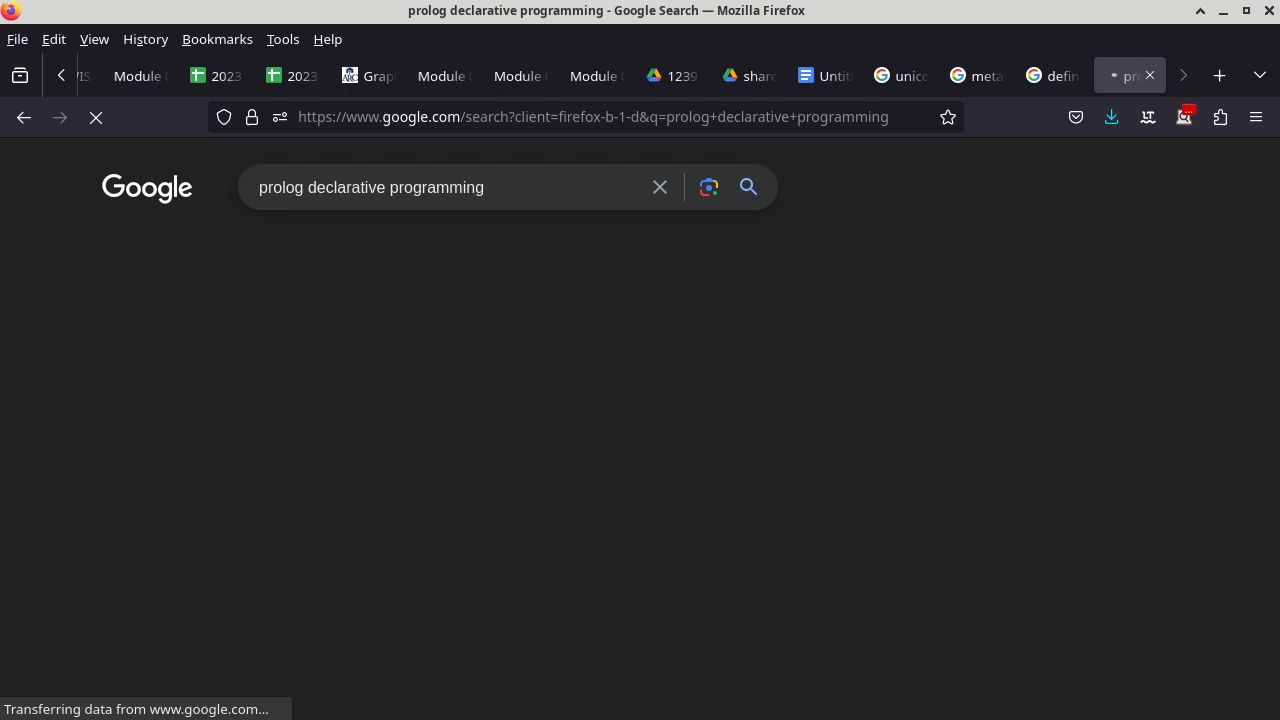 prolog declarative programming - Google Search — Mozilla Firefox
File Edit View History Bookmarks Tools Help
Module 2023 2023 Grap Module Module Module 1239 share Untit unico meta defin pro
https://www.google.com/search?client=firefox-b-1-d&q=prolog+declarative+programming
Google prolog declarative programming
Transferring data from www.google.com...